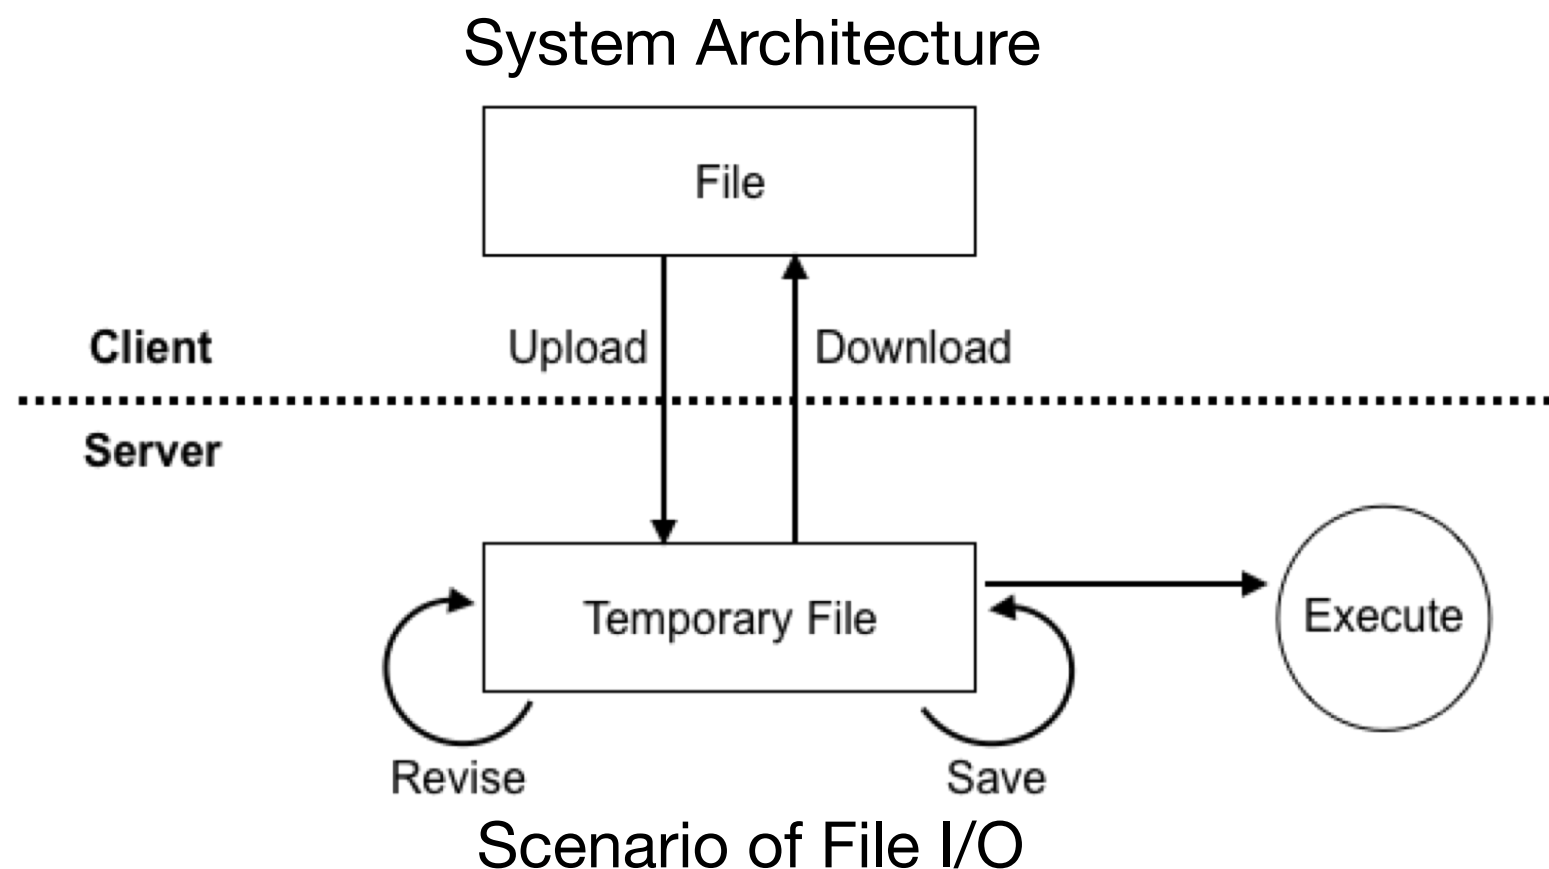 System Architecture
File
Upload
Download
Client
Server
Temporary File
Execute
Revise
Save
Scenario of File I/O